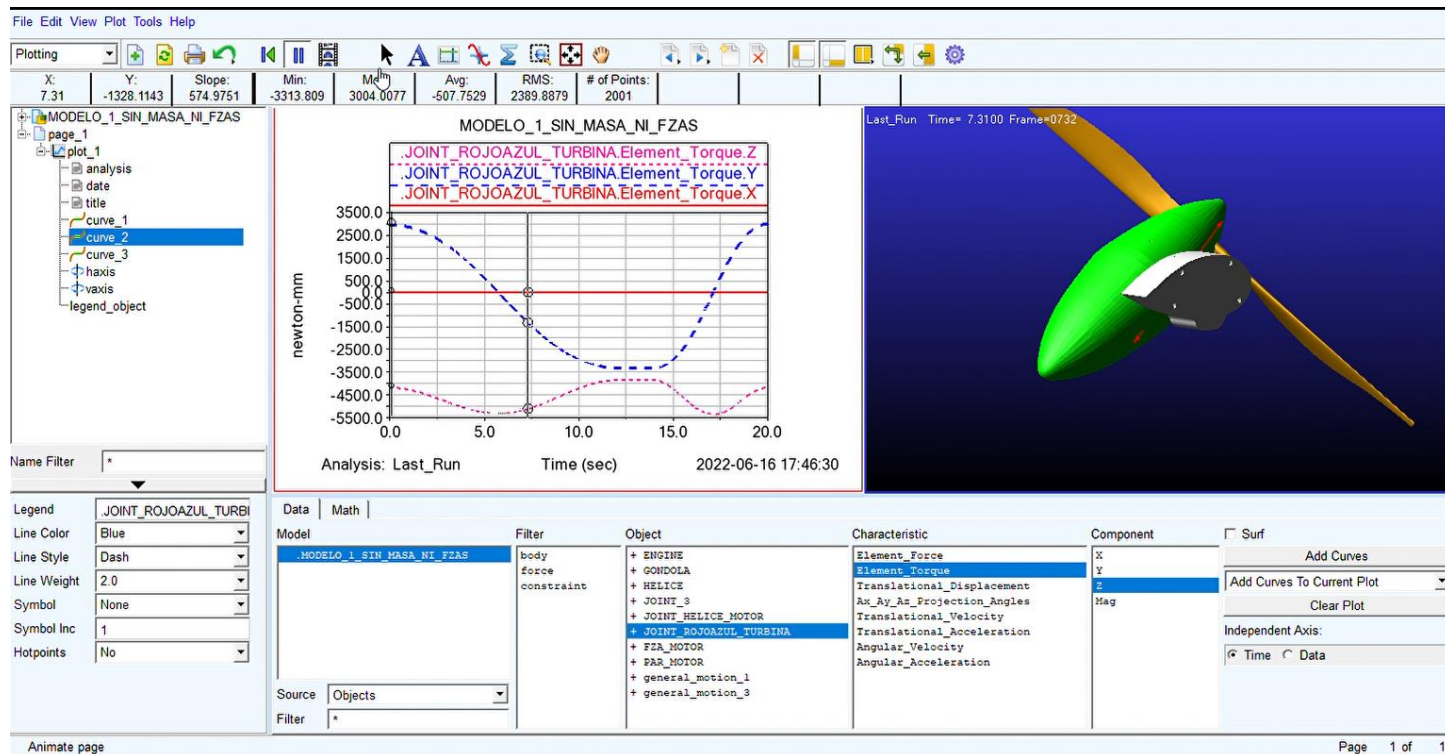 File Edit View Plot Tools Help
Plotting
X: Y: Slope: Min: Avg: RMS: # of Points:
7.31 -1328.1143 574.9751 -3313.809 3004.0077 -507.7529 2389.8879 2001
MODELO_1_SIN_MASA_NI_FZAS
page_1
plot_1
analysis
date
title
curve_1
curve_2
curve_3
haxis
vaxis
legend_object
Name Filter *
MODELO_1_SIN_MASA_NI_FZAS
.JOINT_ROJOAZUL_TURBINA.Element_Torque.Z
.JOINT_ROJOAZUL_TURBINA.Element_Torque.Y
.JOINT_ROJOAZUL_TURBINA.Element_Torque.X
newton-mm
3500.0
2500.0
1500.0
500.0
0.0
-500.0
-1500.0
-2500.0
-3500.0
-4500.0
-5500.0
0.0 5.0 10.0 15.0 20.0
Analysis: Last_Run Time (sec) 2022-06-16 17:46:30
Last_Run Time= 7.3100 Frame=0732
Legend .JOINT_ROJOAZUL_TURBI
Line Color Blue
Line Style Dash
Line Weight 2.0
Symbol None
Symbol Inc 1
Hotpoints No
Data Math
Model
.MODELO_1_SIN_MASA_NI_FZAS
Source Objects
Filter *
Filter
body
force
constraint
Object
+ ENGINE
+ GONDOLA
+ HELICE
+ JOINT_3
+ JOINT_HELICE_MOTOR
+ JOINT_ROJOAZUL_TURBINA
+ FZA_MOTOR
+ PAR_MOTOR
+ general_motion_1
+ general_motion_3
Characteristic
Element_Force
Element_Torque
Translational_Displacement
Ax_Ay_Az_Projection_Angles
Translational_Velocity
Translational_Acceleration
Angular_Velocity
Angular_Acceleration
Component
X
Y
Z
Mag
Surf
Add Curves
Add Curves To Current Plot
Clear Plot
Independent Axis:
Time Data
Animate page
Page 1 of 1